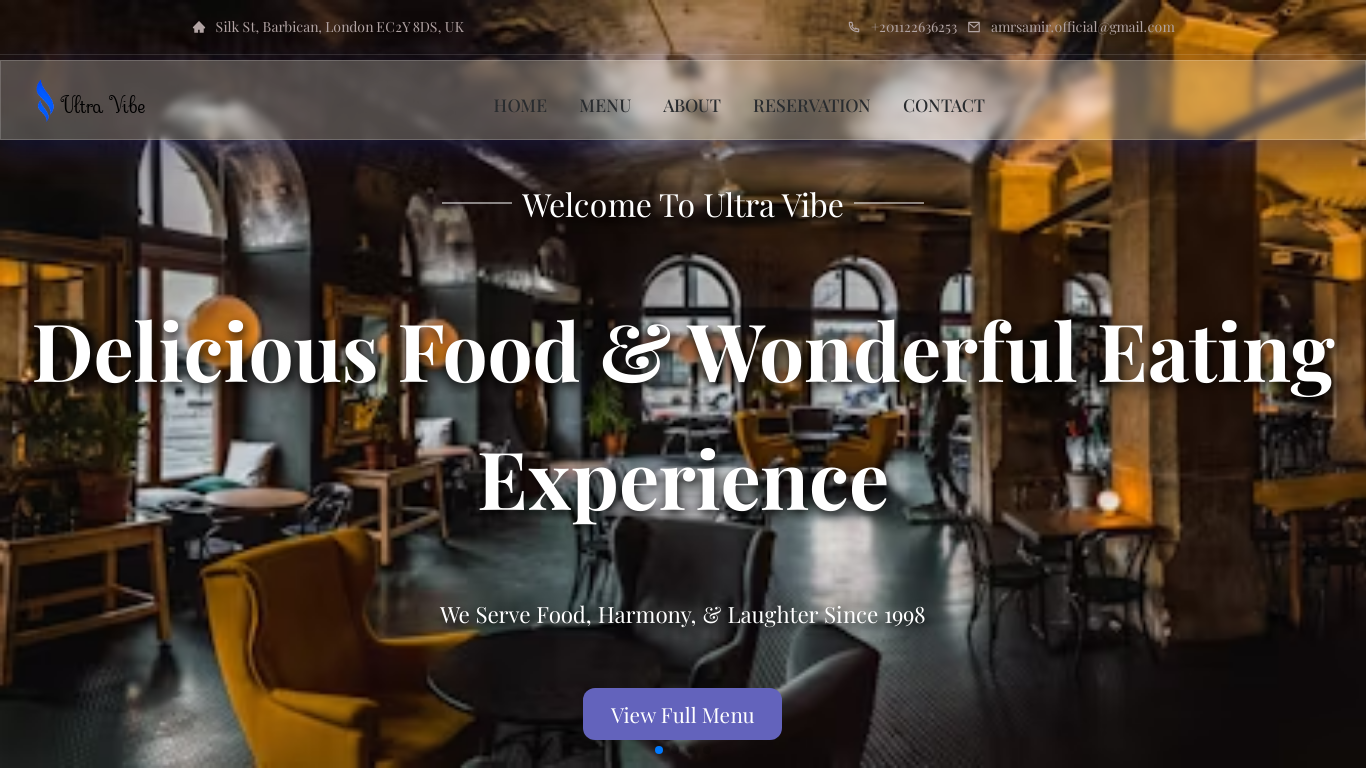 Silk St, Barbican, London EC2Y 8DS, UK
+201122636253 amrsamir.official@gmail.com
Ultra Vibe
HOME MENU ABOUT RESERVATION CONTACT
Welcome To Ultra Vibe
Delicious Food & Wonderful Eating
Experience
We Serve Food, Harmony, & Laughter Since 1998
View Full Menu